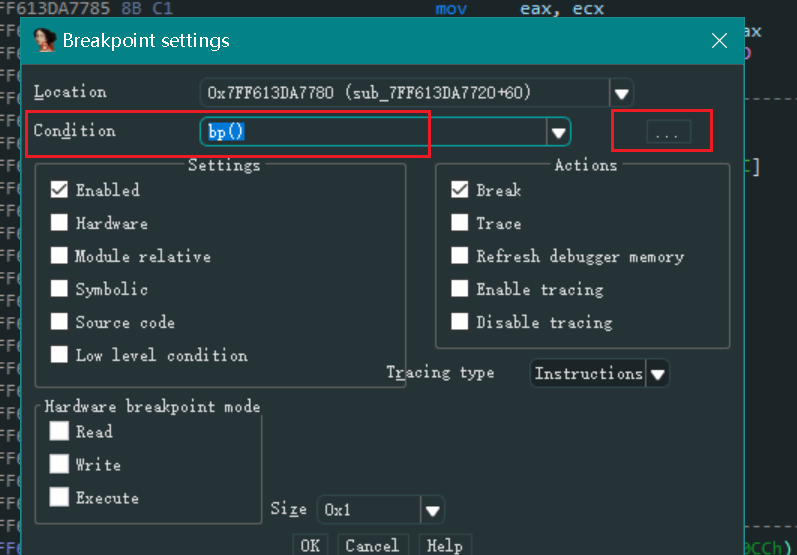 FF613DA7785 8B C1 mov eax, ecx
Breakpoint settings
Location 0x7FF613DA7780 (sub_7FF613DA7720+60)
Condition bp() ...
Settings Actions
Enabled Break
Hardware Trace
Module relative Refresh debugger memory
Symbolic Enable tracing
Source code Disable tracing
Low level condition
Tracing type Instructions
Hardware breakpoint mode
Read
Write
Execute
Size 0x1
OK Cancel Help